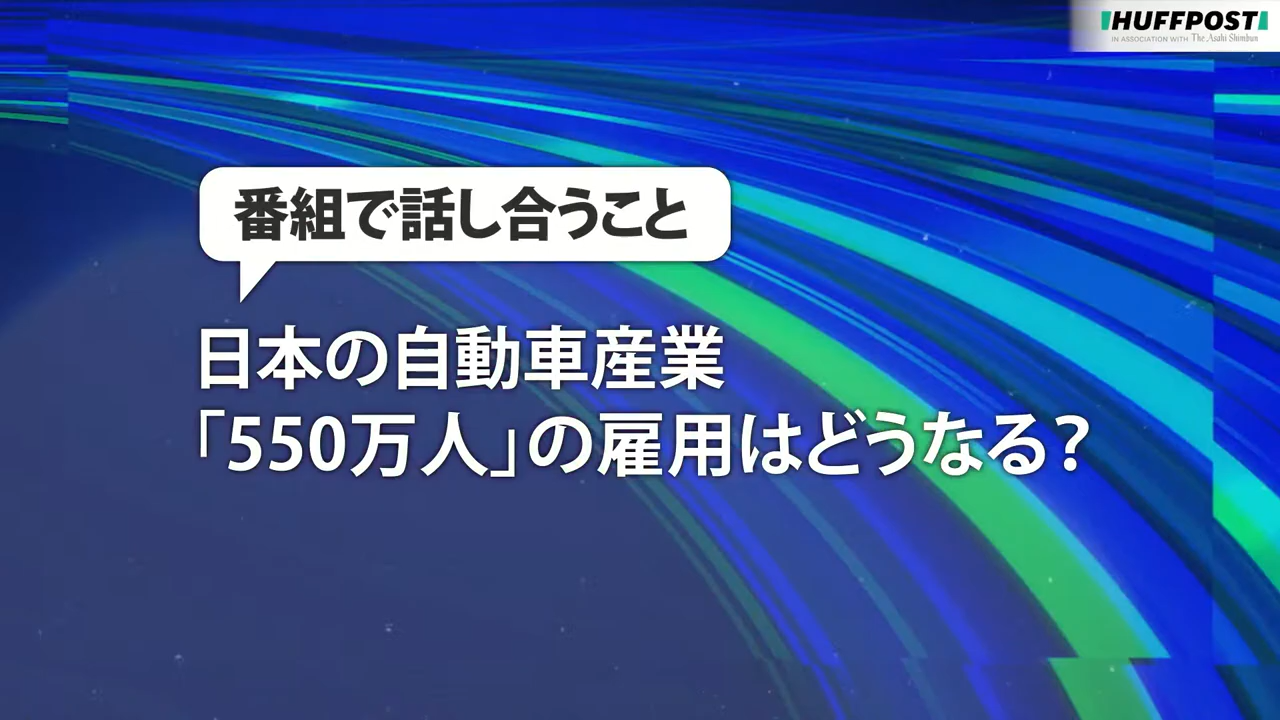 HUFFPOST
IN ASSOCIATION WITH The Asahi Shimbun
番組で話し合うこと
日本の自動車産業
「550万人」の雇用はどうなる？